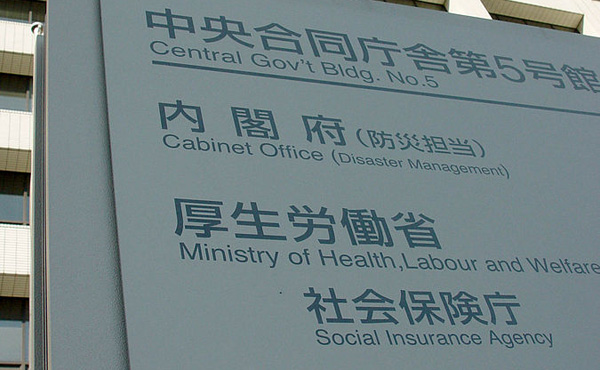 中央合同庁舎第5号館
Central Gov't Bldg. No.5
内閣府(防災担当)
Cabinet Office (Disaster Management)
厚生労働省
Ministry of Health,Labour and Welfare
社会保険庁
Social Insurance Agency